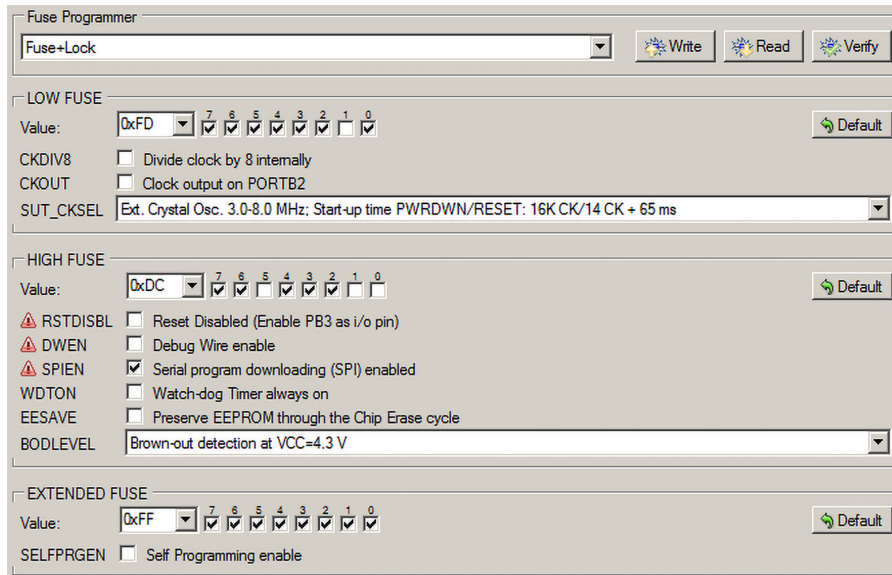 Fuse Programmer
Fuse+Lock Write Read Verify
LOW FUSE
Value: 0xFD 7 6 5 4 3 2 1 0 Default
CKDIV8 Divide clock by 8 internally
CKOUT Clock output on PORTB2
SUT_CKSEL Ext. Crystal Osc. 3.0-8.0 MHz; Start-up time PWRDWN/RESET: 16K CK/14 CK + 65 ms
HIGH FUSE
Value: 0xDC 7 6 5 4 3 2 1 0 Default
RSTDISBL Reset Disabled (Enable PB3 as i/o pin)
DWEN Debug Wire enable
SPIEN Serial program downloading (SPI) enabled
WDTON Watch-dog Timer always on
EESAVE Preserve EEPROM through the Chip Erase cycle
BODLEVEL Brown-out detection at VCC=4.3 V
EXTENDED FUSE
Value: 0xFF 7 6 5 4 3 2 1 0 Default
SELFPRGEN Self Programming enable